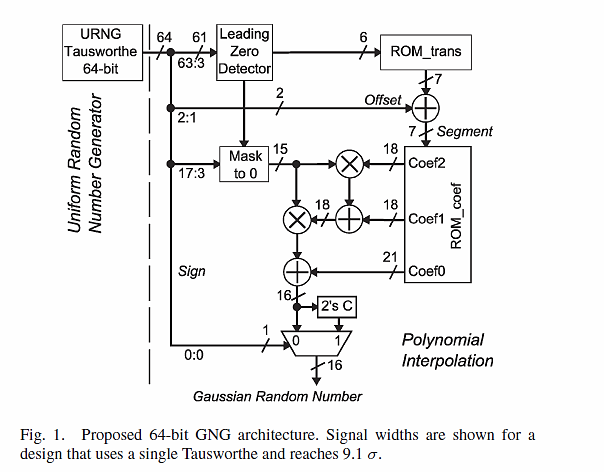 URNG
Tausworthe
64-bit
64
61
63:3
Leading
Zero
Detector
6
ROM_trans
7
2
2:1
Offset
7
Segment
Uniform Random
Number Generator
17:3
Mask
to 0
15
18
Coef2
18
18
Coef1
ROM_coef
21
Coef0
Sign
16
2's C
1
0:0
0
1
16
Polynomial
Interpolation
Gaussian Random Number
Fig. 1. Proposed 64-bit GNG architecture. Signal widths are shown for a
design that uses a single Tausworthe and reaches 9.1 σ.